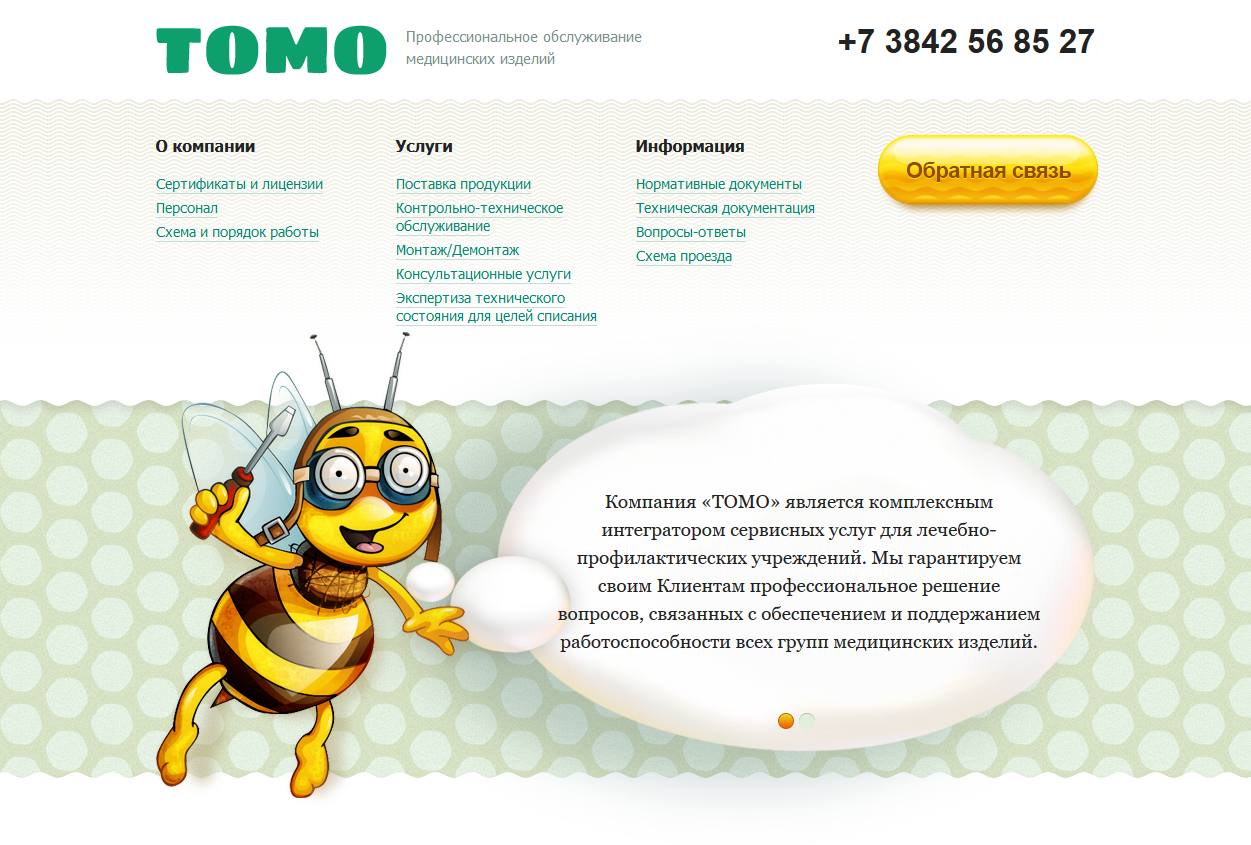 ТОМО
Профессиональное обслуживание
медицинских изделий
+7 3842 56 85 27
О компании
Сертификаты и лицензии
Персонал
Схема и порядок работы
Услуги
Поставка продукции
Контрольно-техническое
обслуживание
Монтаж/Демонтаж
Консультационные услуги
Экспертиза технического
состояния для целей списания
Информация
Нормативные документы
Техническая документация
Вопросы-ответы
Схема проезда
Обратная связь
Компания «ТОМО» является комплексным
интегратором сервисных услуг для лечебно-
профилактических учреждений. Мы гарантируем
своим Клиентам профессиональное решение
вопросов, связанных с обеспечением и поддержанием
работоспособности всех групп медицинских изделий.